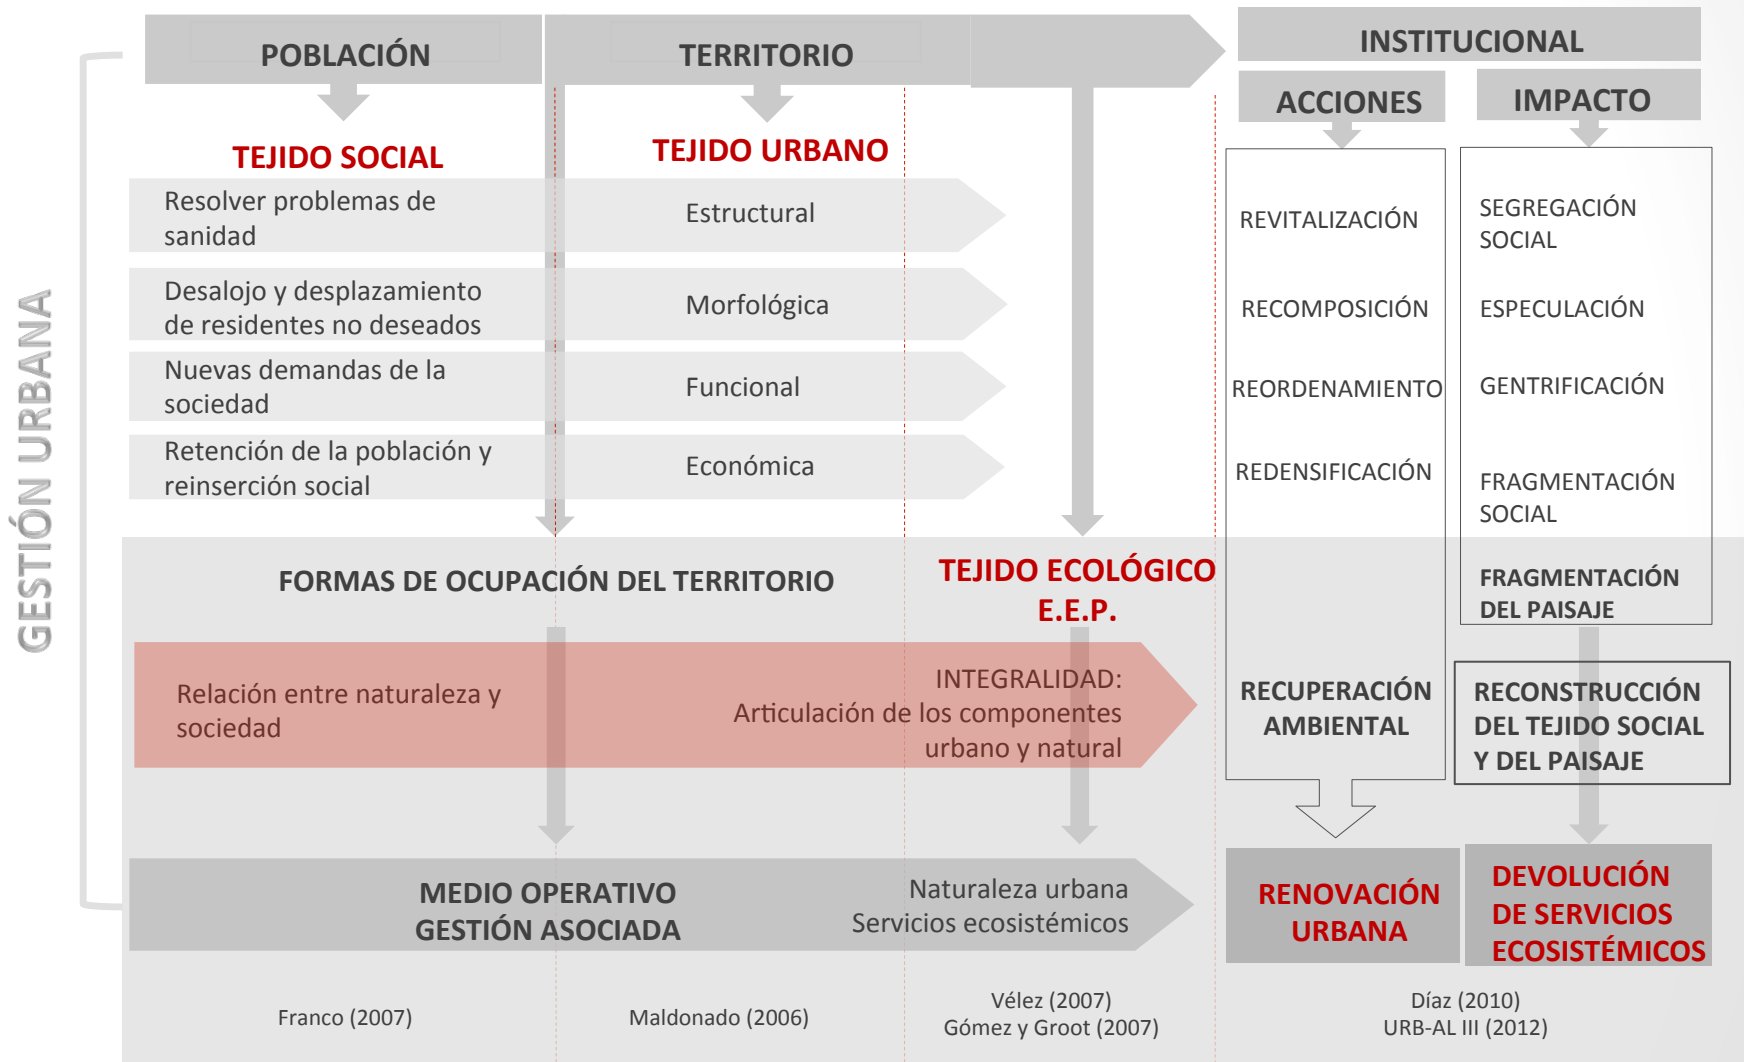 GESTIÓN URBANA
POBLACIÓN
TERRITORIO
INSTITUCIONAL
ACCIONES
IMPACTO
TEJIDO SOCIAL
TEJIDO URBANO
Resolver problemas de
sanidad
Estructural
Desalojo y desplazamiento
de residentes no deseados
Morfológica
Nuevas demandas de la
sociedad
Funcional
Retención de la población y
reinserción social
Económica
REVITALIZACIÓN
RECOMPOSICIÓN
REORDENAMIENTO
REDENSIFICACIÓN
SEGREGACIÓN
SOCIAL
ESPECULACIÓN
GENTRIFICACIÓN
FRAGMENTACIÓN
SOCIAL
FRAGMENTACIÓN
DEL PAISAJE
FORMAS DE OCUPACIÓN DEL TERRITORIO
TEJIDO ECOLÓGICO
E.E.P.
Relación entre naturaleza y
sociedad
INTEGRALIDAD:
Articulación de los componentes
urbano y natural
RECUPERACIÓN
AMBIENTAL
RECONSTRUCCIÓN
DEL TEJIDO SOCIAL
Y DEL PAISAJE
MEDIO OPERATIVO
GESTIÓN ASOCIADA
Naturaleza urbana
Servicios ecosistémicos
RENOVACIÓN
URBANA
DEVOLUCIÓN
DE SERVICIOS
ECOSISTÉMICOS
Franco (2007)
Maldonado (2006)
Vélez (2007)
Gómez y Groot (2007)
Díaz (2010)
URB-AL III (2012)